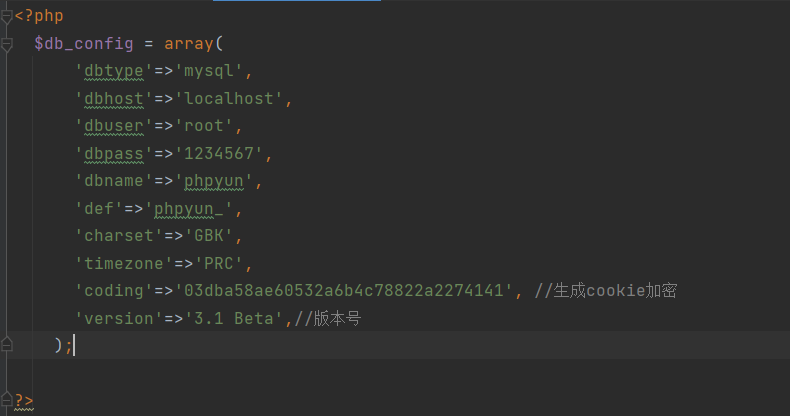 <?php
$db_config = array(
'dbtype'=>'mysql',
'dbhost'=>'localhost',
'dbuser'=>'root',
'dbpass'=>'1234567',
'dbname'=>'phpyun',
'def'=>'phpyun_',
'charset'=>'GBK',
'timezone'=>'PRC',
'coding'=>'03dba58ae60532a6b4c78822a2274141', //生成cookie加密
'version'=>'3.1 Beta',//版本号
);
?>